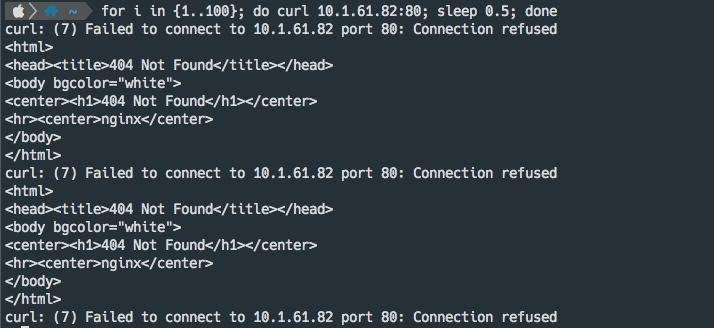 ~ for i in {1..100}; do curl 10.1.61.82:80; sleep 0.5; done
curl: (7) Failed to connect to 10.1.61.82 port 80: Connection refused
<html>
<head><title>404 Not Found</title></head>
<body bgcolor="white">
<center><h1>404 Not Found</h1></center>
<hr><center>nginx</center>
</body>
</html>
curl: (7) Failed to connect to 10.1.61.82 port 80: Connection refused
<html>
<head><title>404 Not Found</title></head>
<body bgcolor="white">
<center><h1>404 Not Found</h1></center>
<hr><center>nginx</center>
</body>
</html>
curl: (7) Failed to connect to 10.1.61.82 port 80: Connection refused